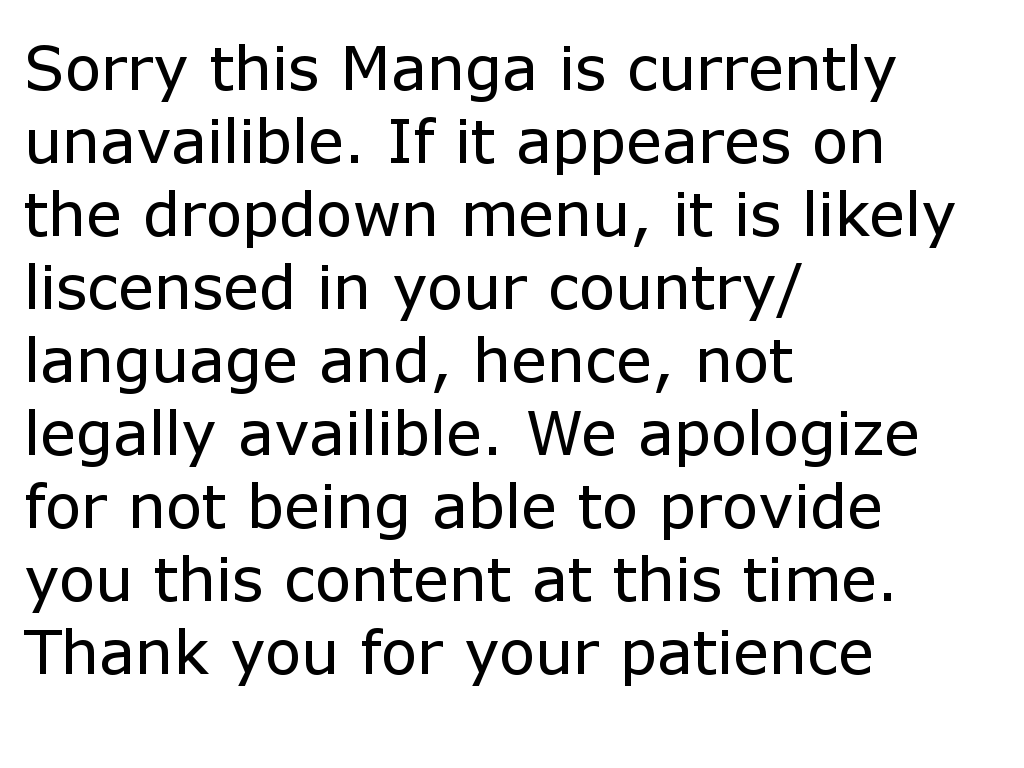 Sorry this Manga is currently
unavailible. If it appeares on
the dropdown menu, it is likely
liscensed in your country/
language and, hence, not
legally availible. We apologize
for not being able to provide
you this content at this time.
Thank you for your patience